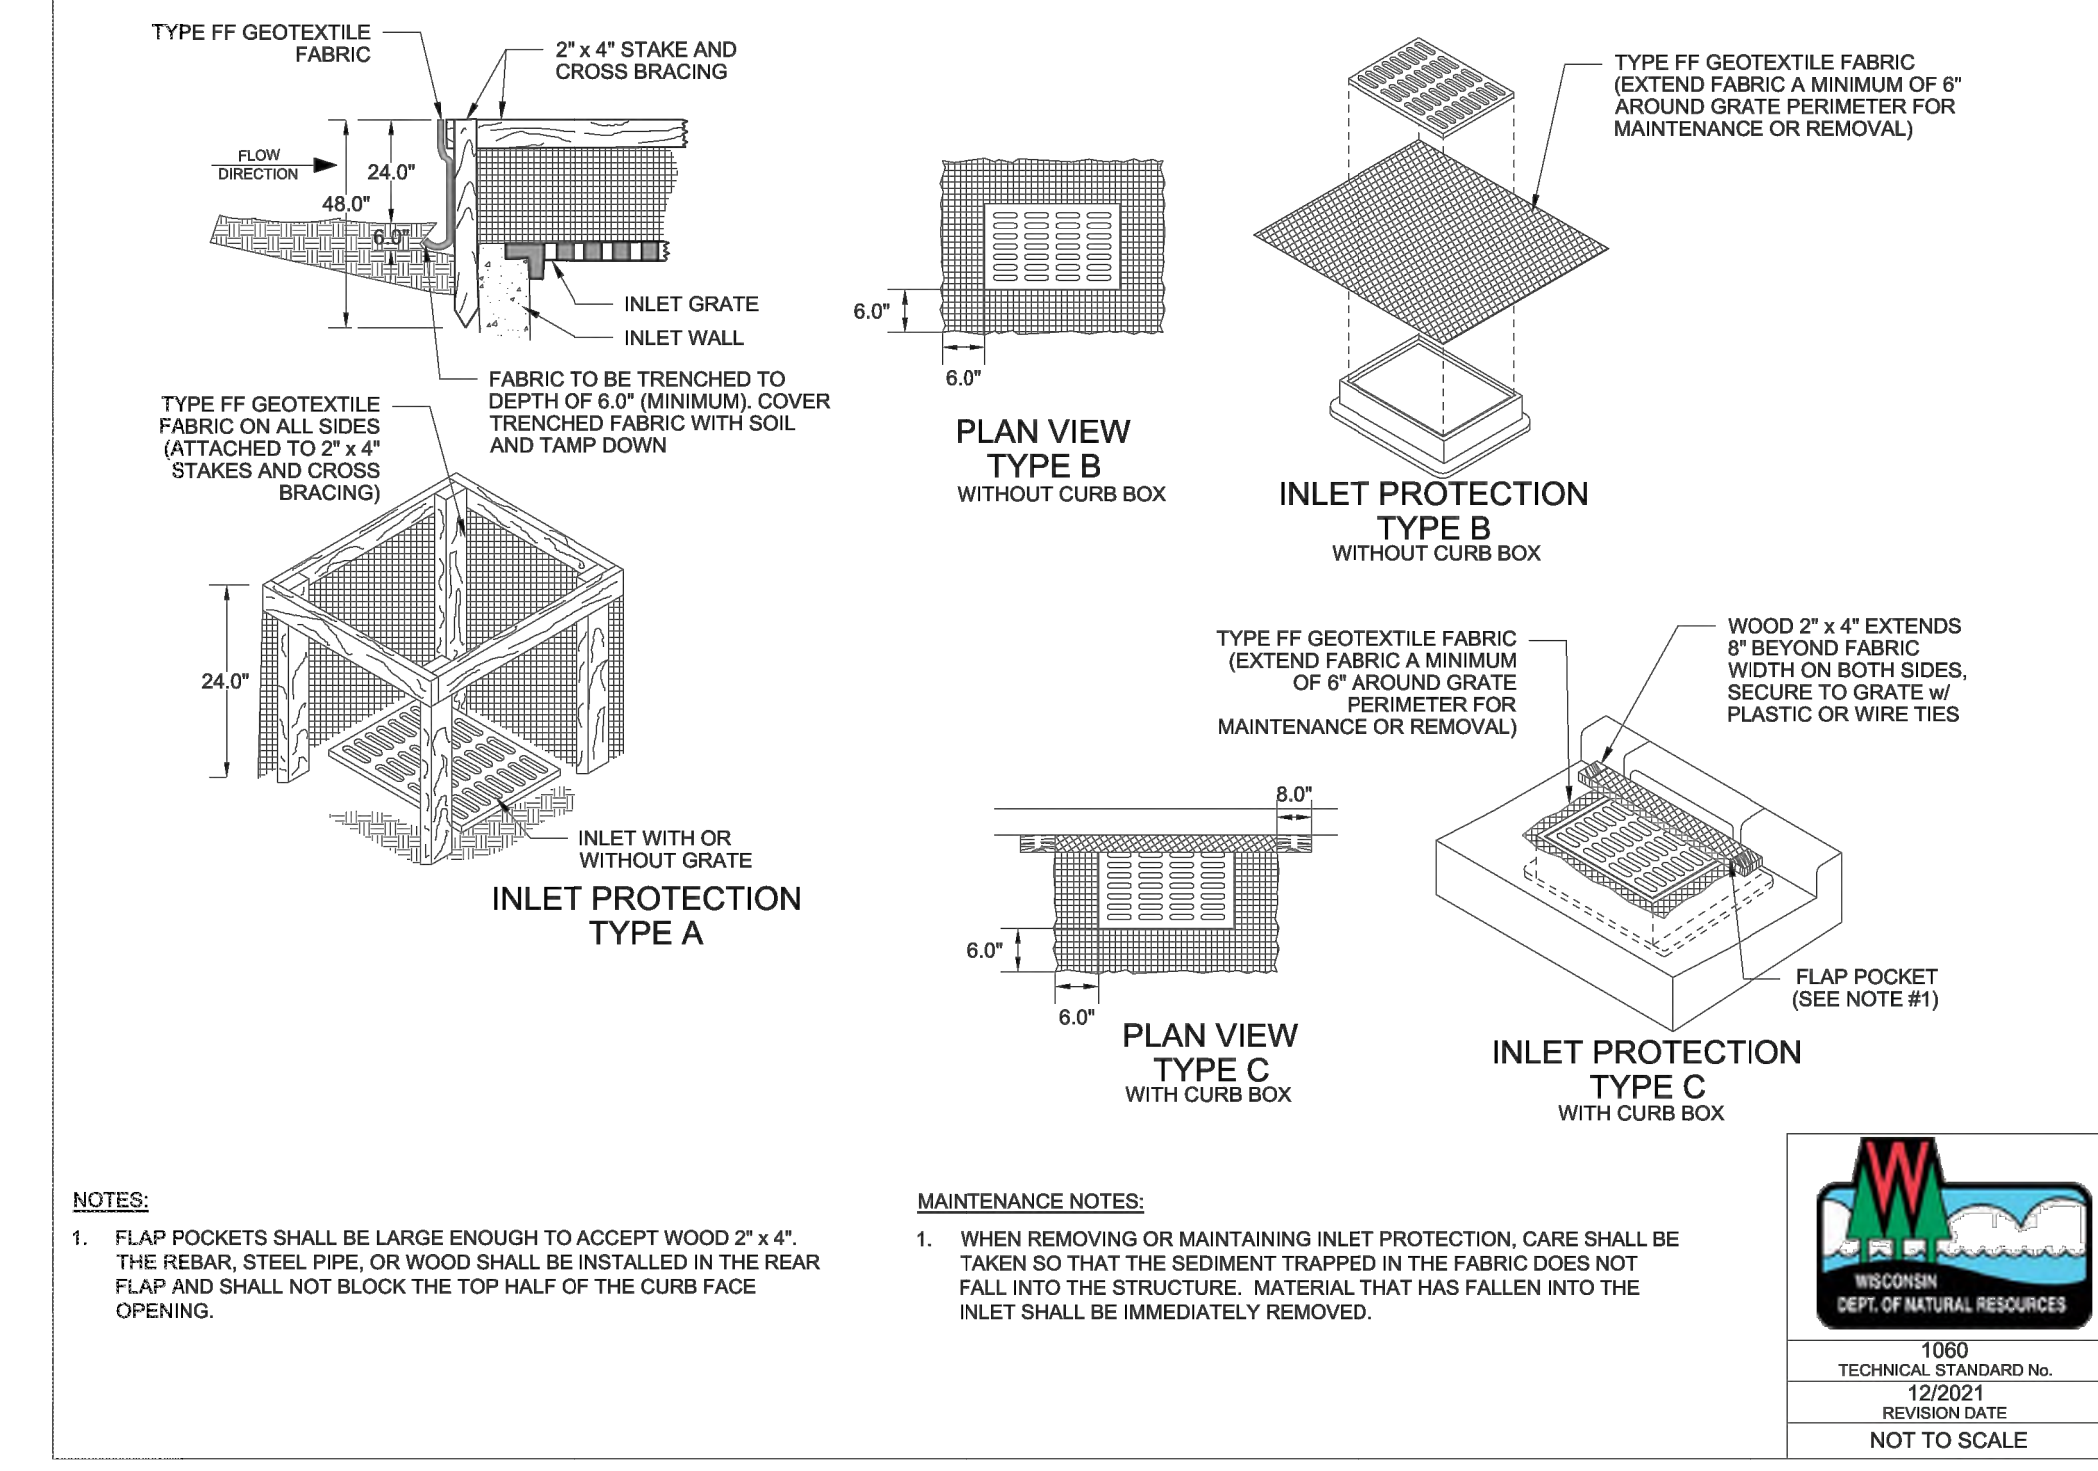 TYPE FF GEOTEXTILE
FABRIC
2" x 4" STAKE AND
CROSS BRACING
FLOW
DIRECTION
24.0"
48.0"
6.0"
INLET GRATE
INLET WALL
FABRIC TO BE TRENCHED TO
DEPTH OF 6.0" (MINIMUM). COVER
TRENCHED FABRIC WITH SOIL
AND TAMP DOWN
TYPE FF GEOTEXTILE
FABRIC ON ALL SIDES
(ATTACHED TO 2" x 4"
STAKES AND CROSS
BRACING)
24.0"
INLET WITH OR
WITHOUT GRATE
INLET PROTECTION
TYPE A
6.0"
6.0"
PLAN VIEW
TYPE B
WITHOUT CURB BOX
TYPE FF GEOTEXTILE FABRIC
(EXTEND FABRIC A MINIMUM OF 6"
AROUND GRATE PERIMETER FOR
MAINTENANCE OR REMOVAL)
INLET PROTECTION
TYPE B
WITHOUT CURB BOX
TYPE FF GEOTEXTILE FABRIC
(EXTEND FABRIC A MINIMUM
OF 6" AROUND GRATE
PERIMETER FOR
MAINTENANCE OR REMOVAL)
WOOD 2" x 4" EXTENDS
8" BEYOND FABRIC
WIDTH ON BOTH SIDES,
SECURE TO GRATE w/
PLASTIC OR WIRE TIES
8.0"
6.0"
6.0"
PLAN VIEW
TYPE C
WITH CURB BOX
FLAP POCKET
(SEE NOTE #1)
INLET PROTECTION
TYPE C
WITH CURB BOX
NOTES:
1. FLAP POCKETS SHALL BE LARGE ENOUGH TO ACCEPT WOOD 2" x 4".
THE REBAR, STEEL PIPE, OR WOOD SHALL BE INSTALLED IN THE REAR
FLAP AND SHALL NOT BLOCK THE TOP HALF OF THE CURB FACE
OPENING.
MAINTENANCE NOTES:
1. WHEN REMOVING OR MAINTAINING INLET PROTECTION, CARE SHALL BE
TAKEN SO THAT THE SEDIMENT TRAPPED IN THE FABRIC DOES NOT
FALL INTO THE STRUCTURE. MATERIAL THAT HAS FALLEN INTO THE
INLET SHALL BE IMMEDIATELY REMOVED.
W
WISCONSIN
DEPT. OF NATURAL RESOURCES
1060
TECHNICAL STANDARD No.
12/2021
REVISION DATE
NOT TO SCALE